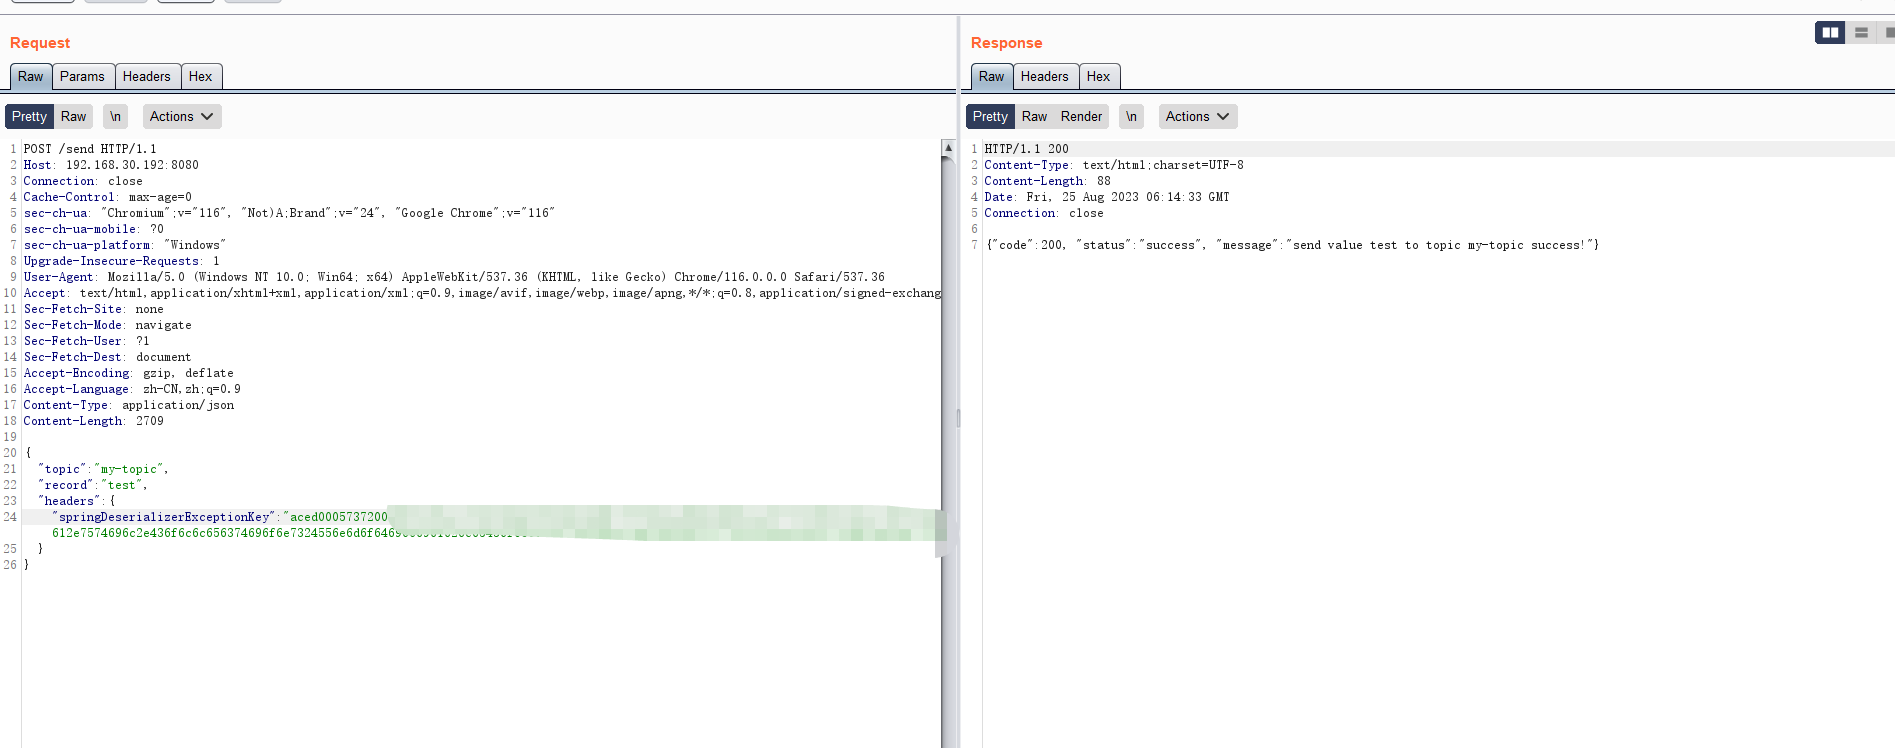 Request
Raw Params Headers Hex
Pretty Raw \n Actions
1 POST /send HTTP/1.1
2 Host: 192.168.30.192:8080
3 Connection: close
4 Cache-Control: max-age=0
5 sec-ch-ua: "Chromium";v="116", "Not)A;Brand";v="24", "Google Chrome";v="116"
6 sec-ch-ua-mobile: ?0
7 sec-ch-ua-platform: "Windows"
8 Upgrade-Insecure-Requests: 1
9 User-Agent: Mozilla/5.0 (Windows NT 10.0; Win64; x64) AppleWebKit/537.36 (KHTML, like Gecko) Chrome/116.0.0.0 Safari/537.36
10 Accept: text/html,application/xhtml+xml,application/xml;q=0.9,image/avif,image/webp,image/apng,*/*;q=0.8,application/signed-exchang
11 Sec-Fetch-Site: none
12 Sec-Fetch-Mode: navigate
13 Sec-Fetch-User: ?1
14 Sec-Fetch-Dest: document
15 Accept-Encoding: gzip, deflate
16 Accept-Language: zh-CN,zh;q=0.9
17 Content-Type: application/json
18 Content-Length: 2709
19
20 {
21 "topic":"my-topic",
22 "record":"test",
23 "headers":{
24 "springDeserializerExceptionKey":"aced0005737200
25 }
26 }
Response
Raw Headers Hex
Pretty Raw Render \n Actions
1 HTTP/1.1 200
2 Content-Type: text/html;charset=UTF-8
3 Content-Length: 88
4 Date: Fri, 25 Aug 2023 06:14:33 GMT
5 Connection: close
6
7 {"code":200, "status":"success", "message":"send value test to topic my-topic success!"}